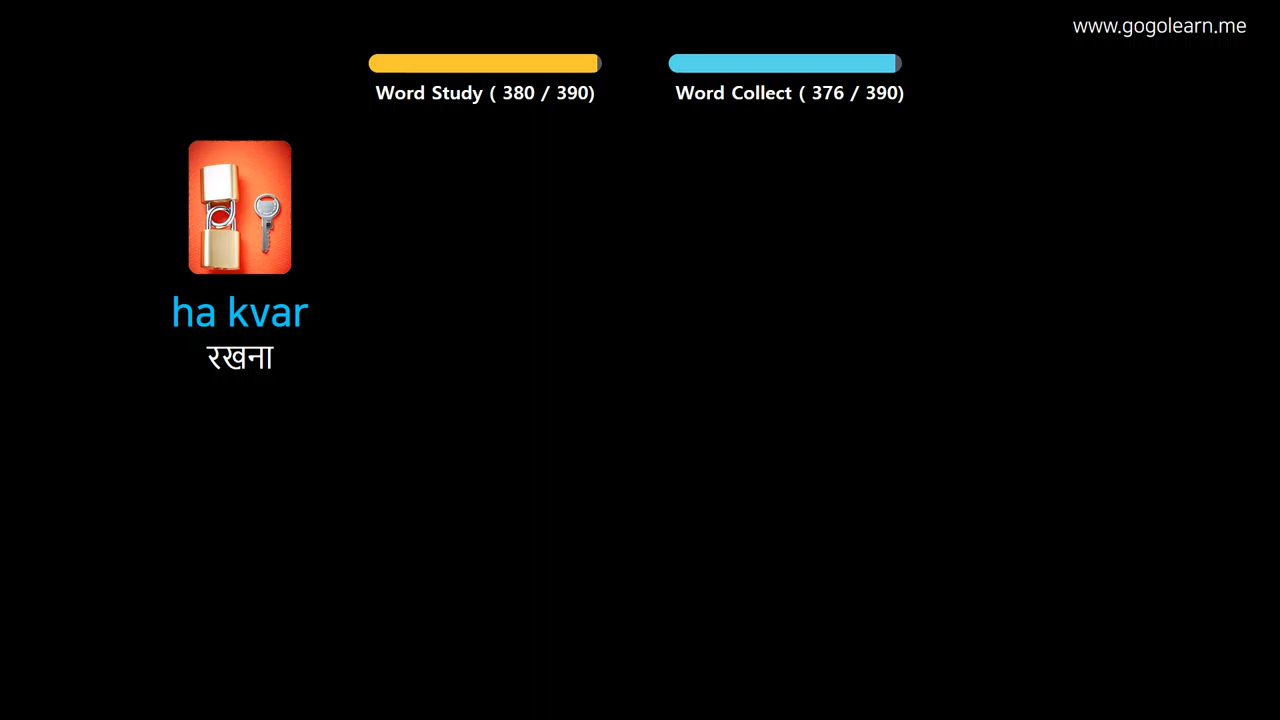 www.gogolearn.me
Word Study ( 380 / 390)
Word Collect ( 376 / 390)
ha kvar
रखना